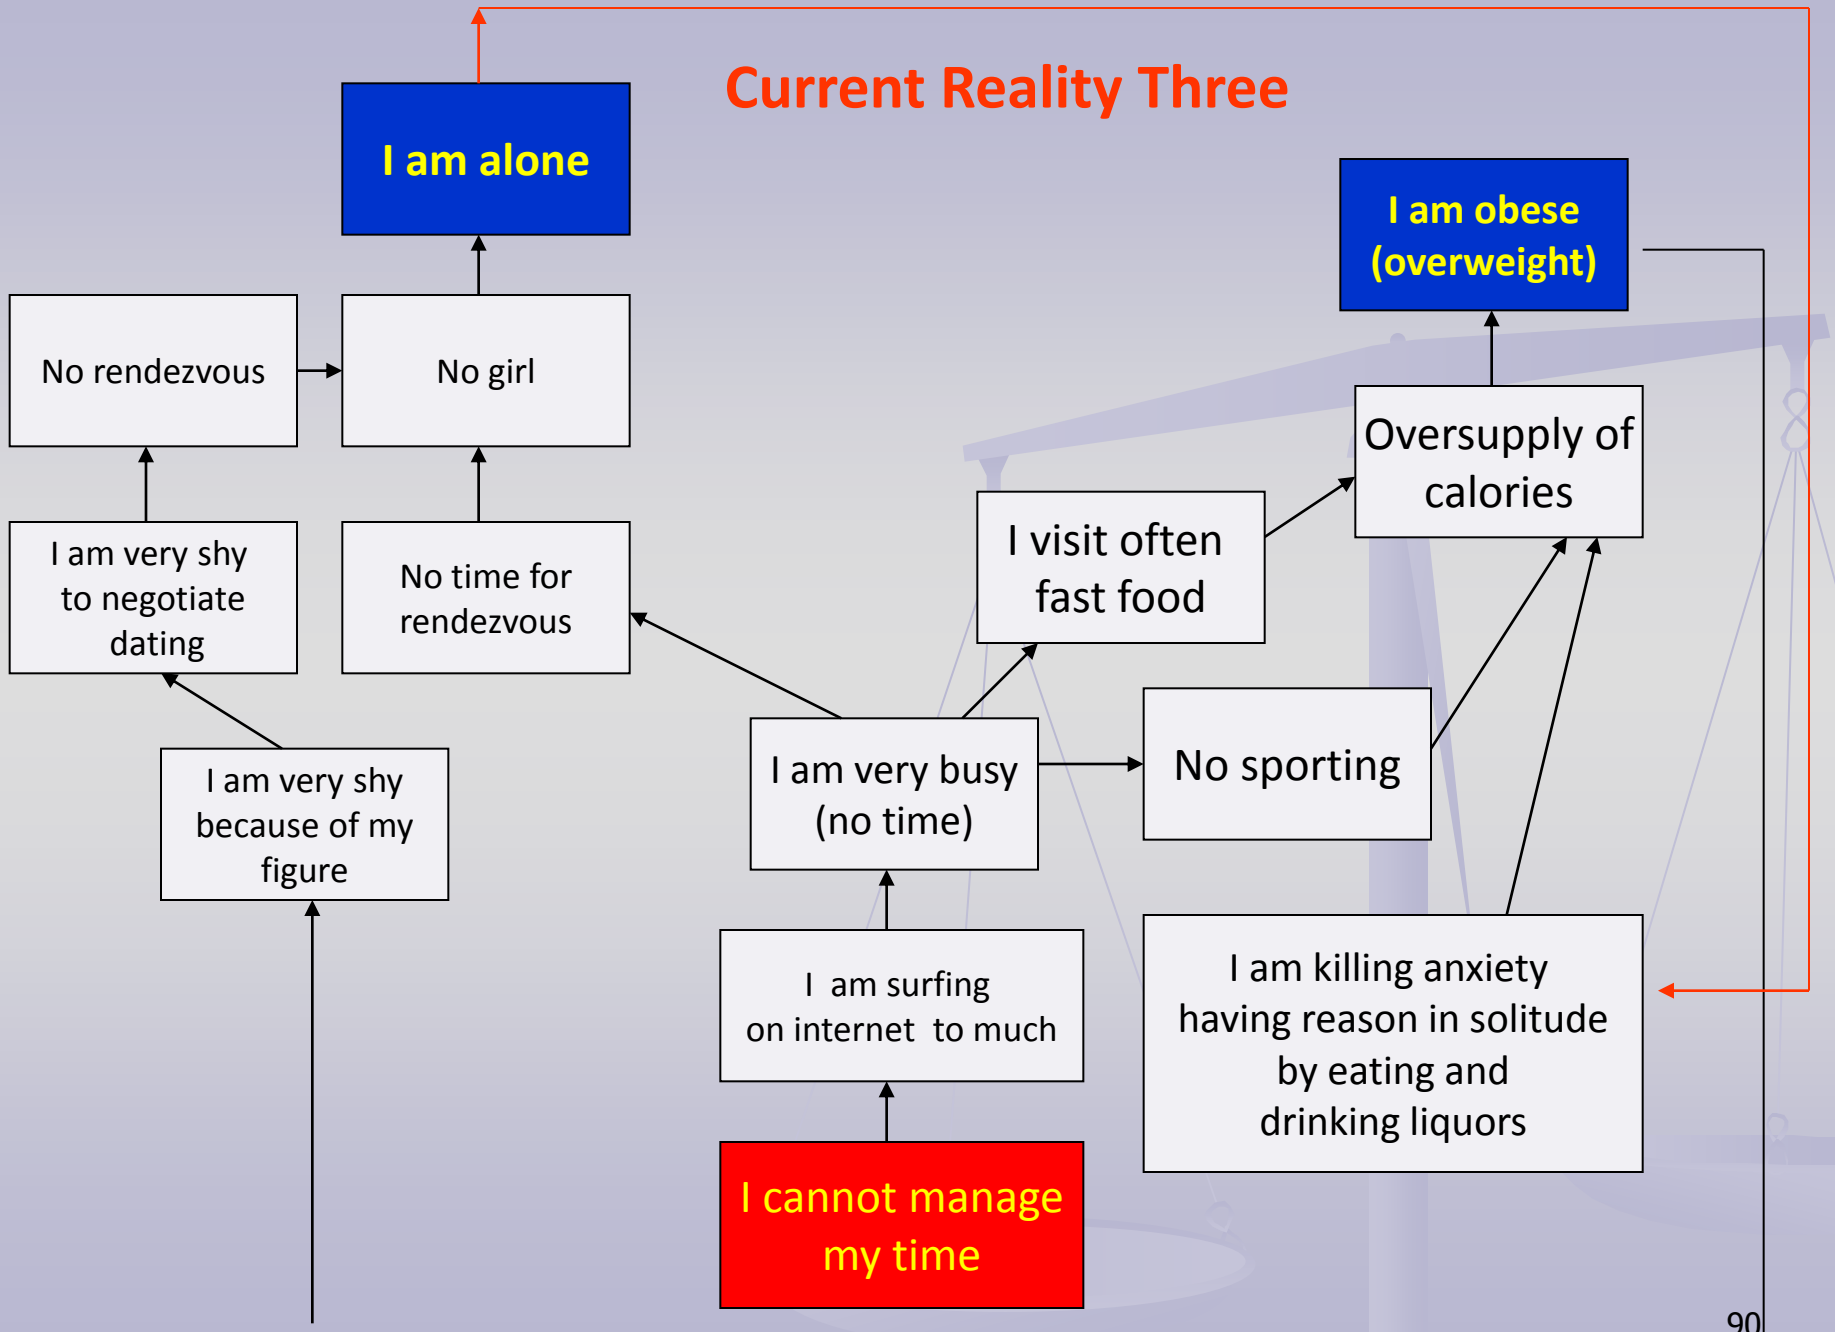 Current Reality Three
I am alone
I am obese
(overweight)
No rendezvous
No girl
Oversupply of
calories
I am very shy
to negotiate
dating
No time for
rendezvous
I visit often
fast food
I am very shy
because of my
figure
I am very busy
(no time)
No sporting
I am surfing
on internet to much
I am killing anxiety
having reason in solitude
by eating and
drinking liquors
I cannot manage
my time
90